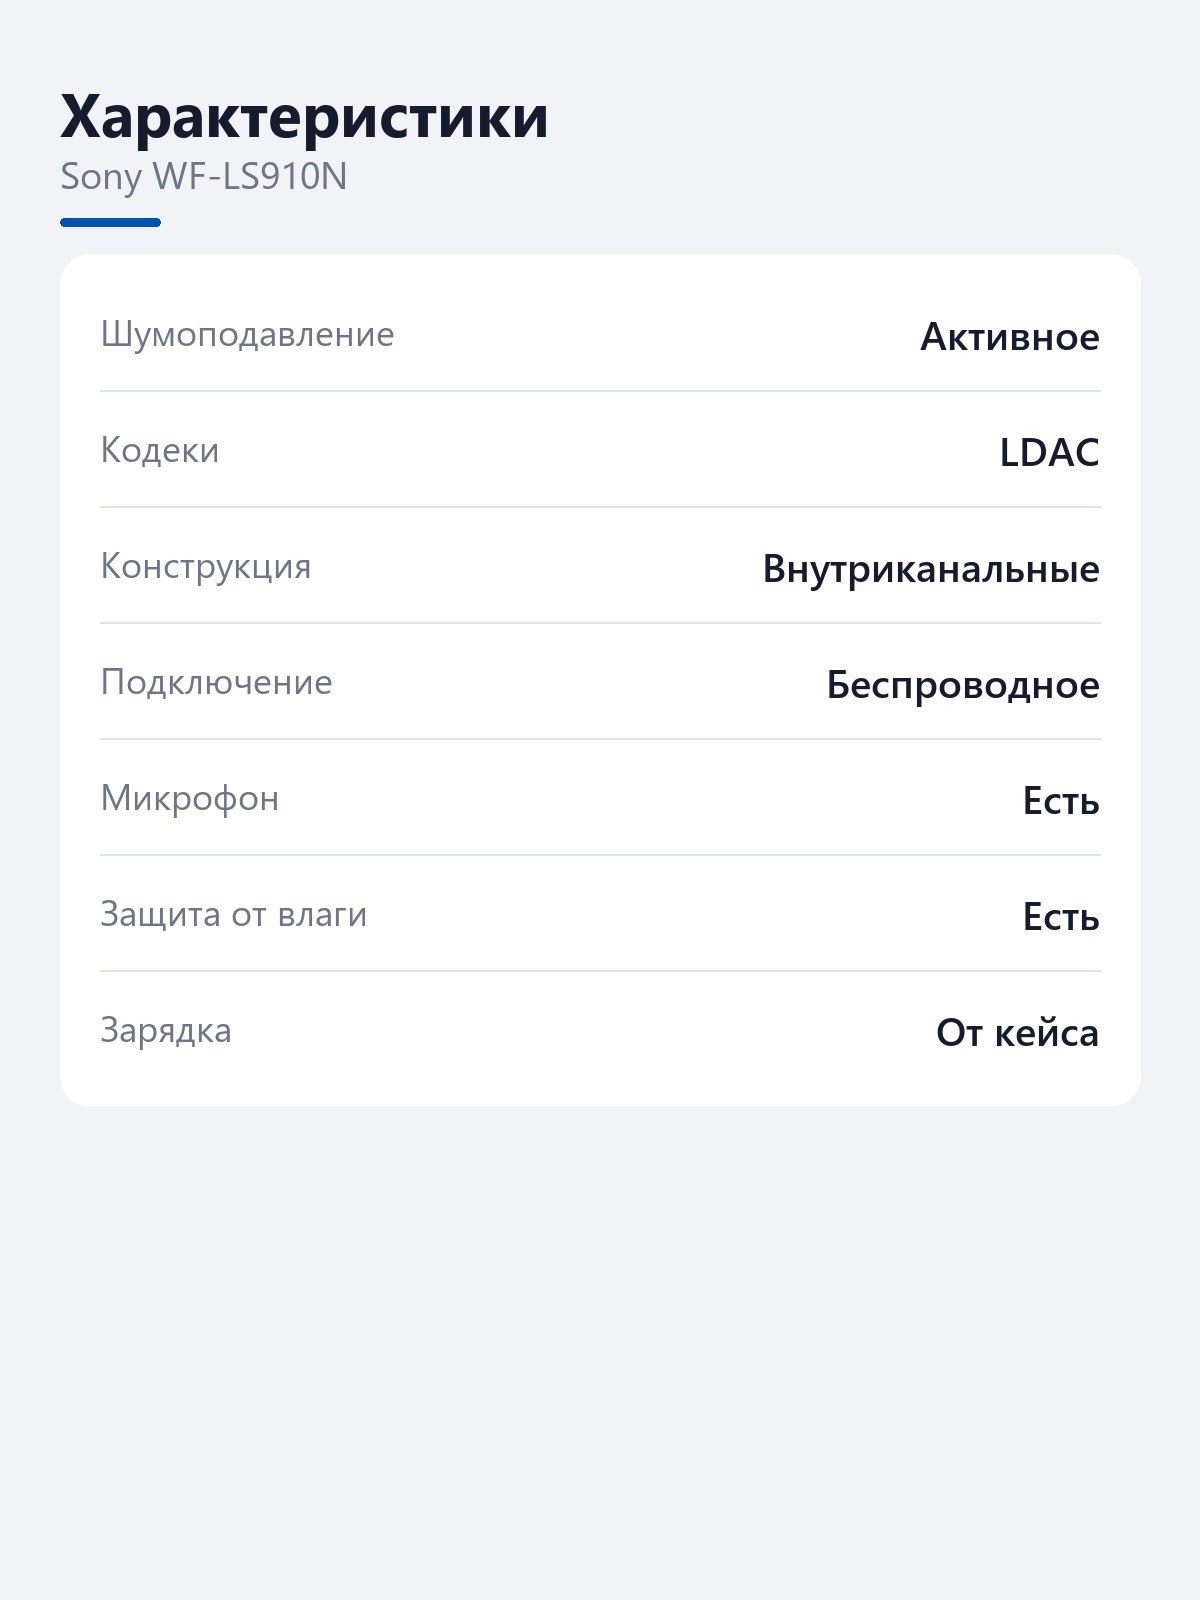 Характеристики
Sony WF-LS910N
Шумоподавление Активное
Кодеки LDAC
Конструкция Внутриканальные
Подключение Беспроводное
Микрофон Есть
Защита от влаги Есть
Зарядка От кейса